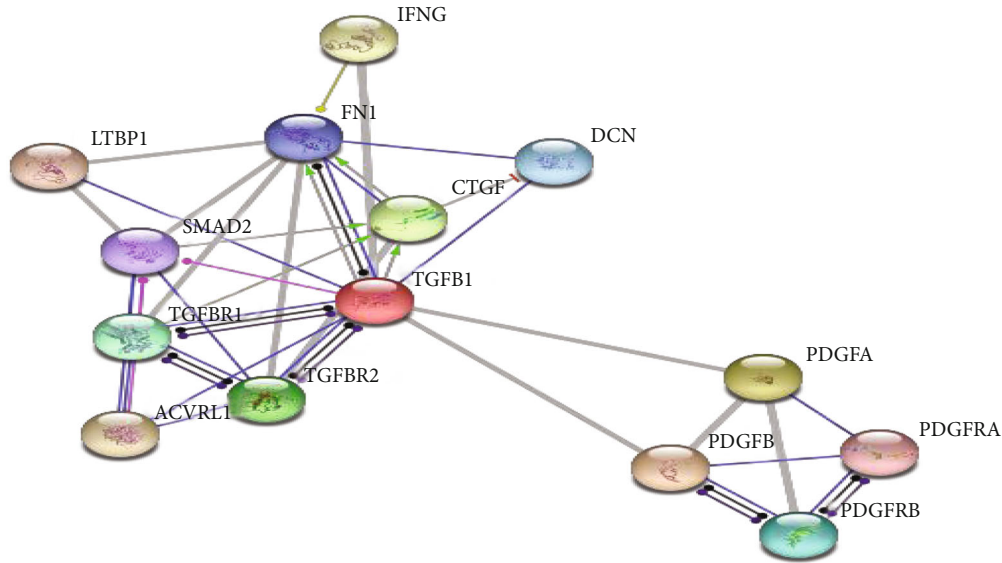 IFNG
FN1
LTBP1
DCN
CTGF
SMAD2
TGFB1
TGFBR1
TGFBR2
PDGFA
ACVRL1
PDGFB
PDGFRA
PDGFRB